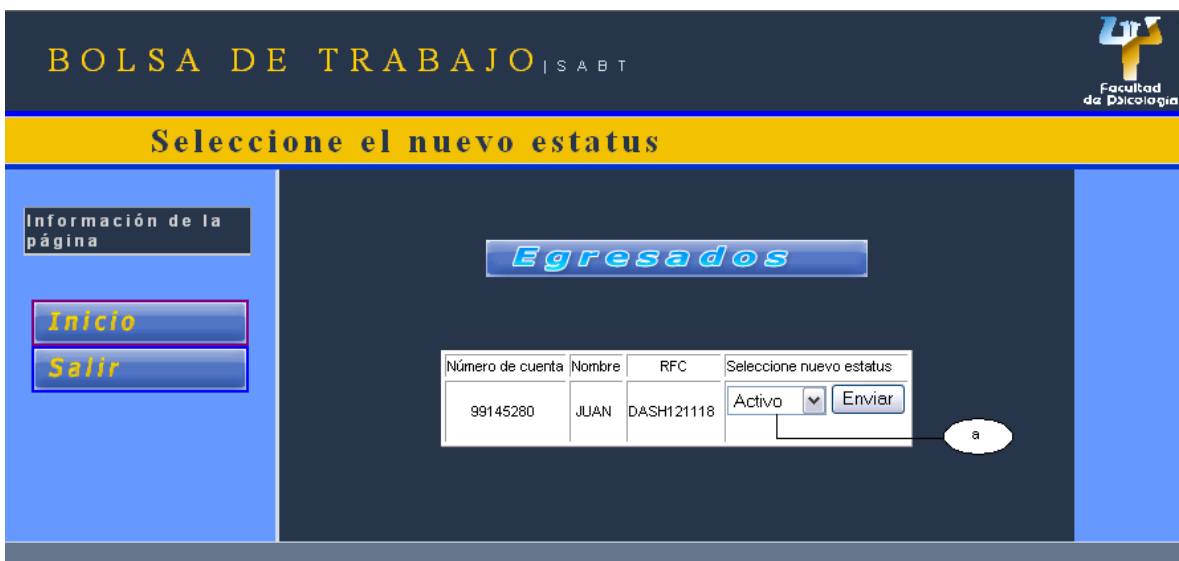 BOLSA DE TRABAJO|SABT
Facultad
de Psicología
Seleccione el nuevo estatus
Información de la
página
Egresados
Inicio
Salir
Número de cuenta Nombre RFC Seleccione nuevo estatus
99145280 JUAN DASH121118 Activo Enviar
a